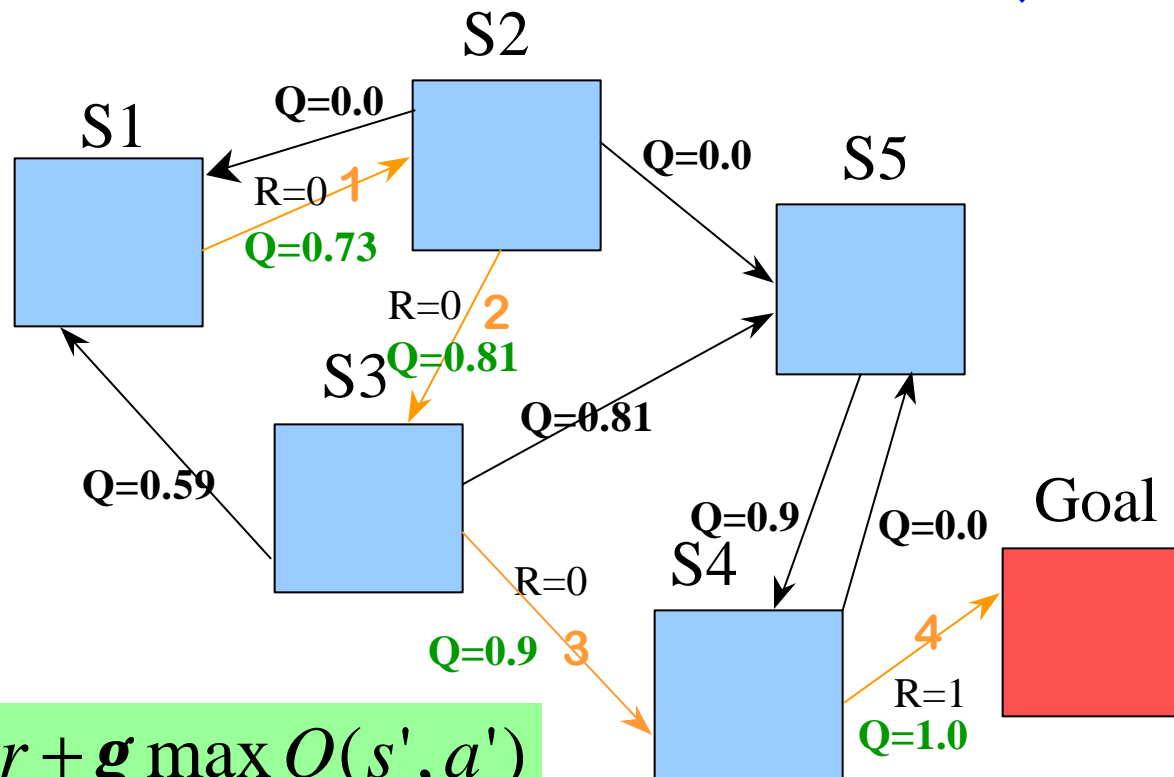 S2
Q=0.0
S1
Q=0.0
S5
R=0 1
Q=0.73
R=0 2
Q=0.81
S3
Q=0.81
Q=0.59
Goal
Q=0.9
Q=0.0
S4
R=0
3
Q=0.9
4
R=1
Q=1.0
r + g max Q(s', a')